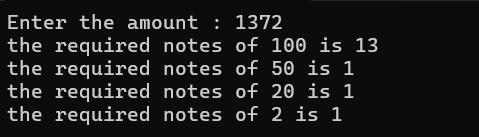 Enter the amount : 1372
the required notes of 100 is 13
the required notes of 50 is 1
the required notes of 20 is 1
the required notes of 2 is 1